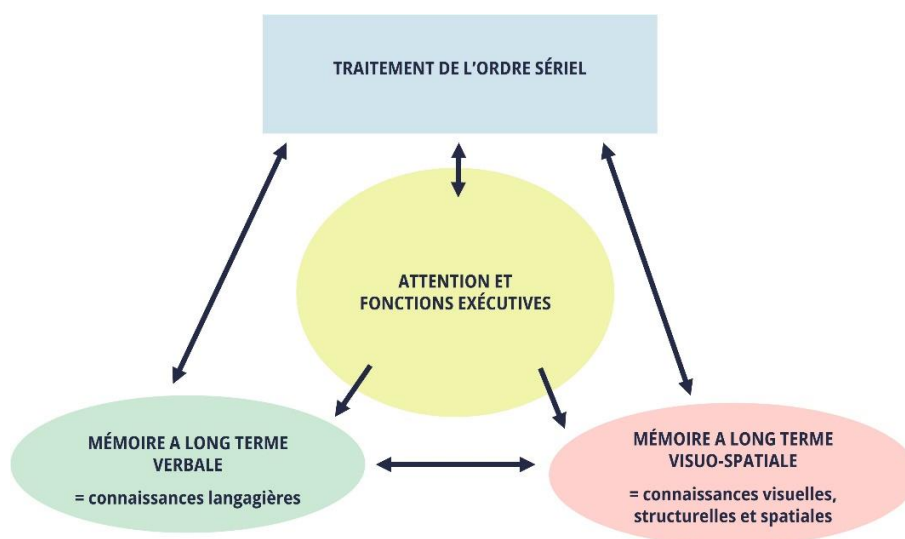 TRAITEMENT DE L'ORDRE SÉRIEL
ATTENTION ET
FONCTIONS EXÉCUTIVES
MÉMOIRE A LONG TERME
VERBALE
= connaissances langagières
MÉMOIRE A LONG TERME
VISUO-SPATIALE
= connaissances visuelles,
structurelles et spatiales